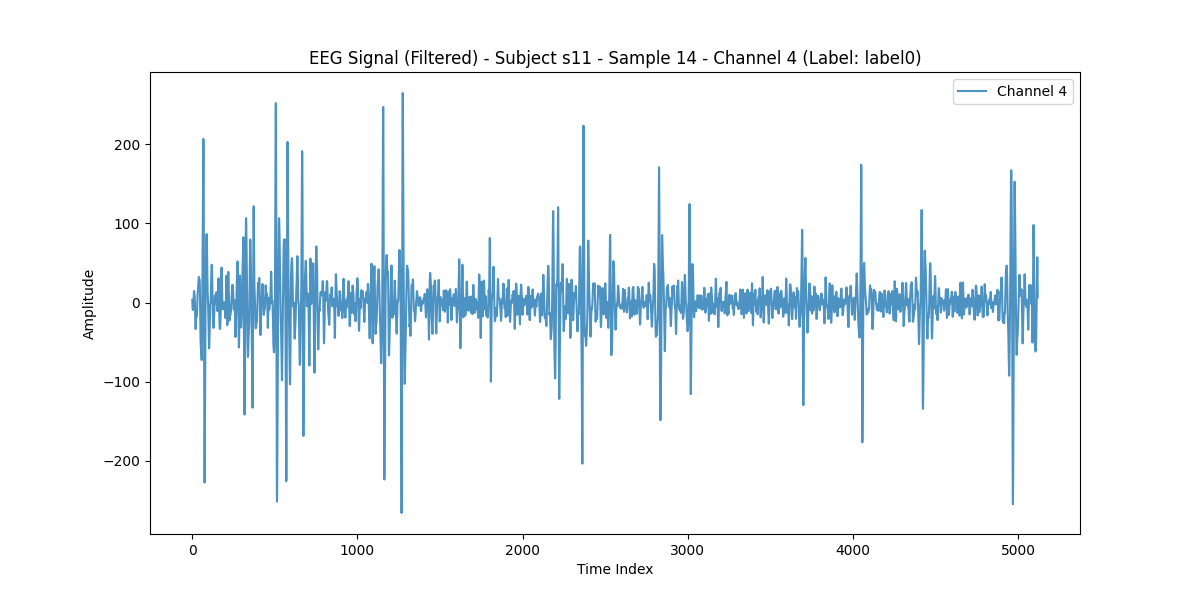 EEG Signal (Filtered) - Subject s11 - Sample 14 - Channel 4 (Label: label0)
Channel 4
Amplitude
200
100
0
−100
−200
0
1000
2000
3000
4000
5000
Time Index